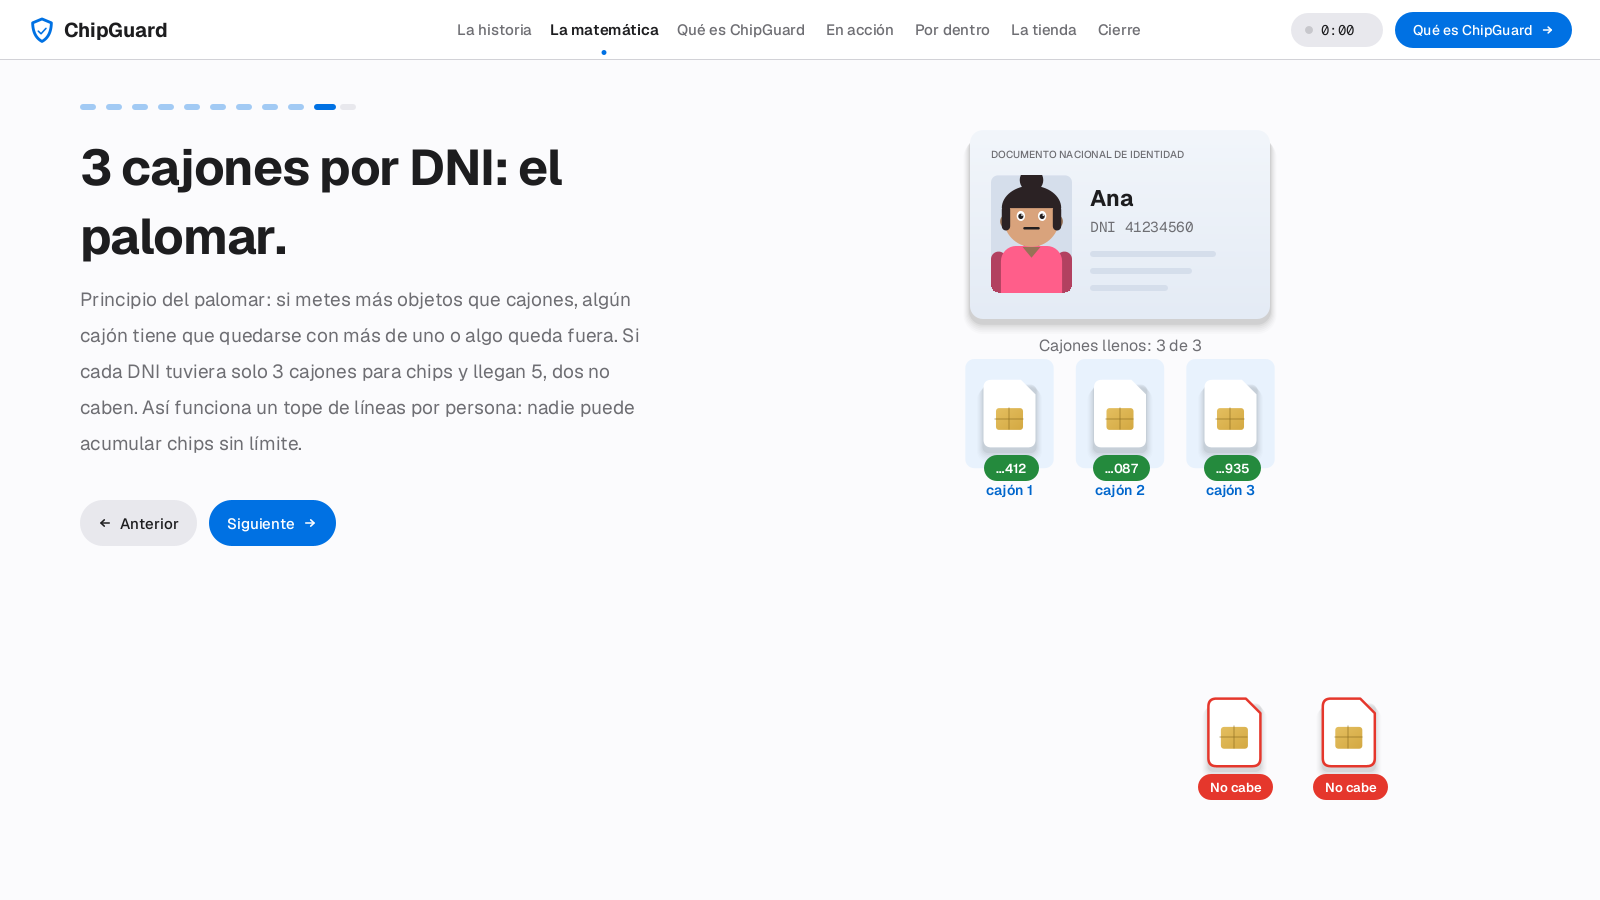 ChipGuard
La historia
La matemática
Qué es ChipGuard
En acción
Por dentro
La tienda
Cierre
0:00
Qué es ChipGuard →
3 cajones por DNI: el
palomar.
Principio del palomar: si metes más objetos que cajones, algún
cajón tiene que quedarse con más de uno o algo queda fuera. Si
cada DNI tuviera solo 3 cajones para chips y llegan 5, dos no
caben. Así funciona un tope de líneas por persona: nadie puede
acumular chips sin límite.
← Anterior
Siguiente →
DOCUMENTO NACIONAL DE IDENTIDAD
Ana
DNI 41234560
Cajones llenos: 3 de 3
...412
...087
...935
cajón 1
cajón 2
cajón 3
No cabe
No cabe